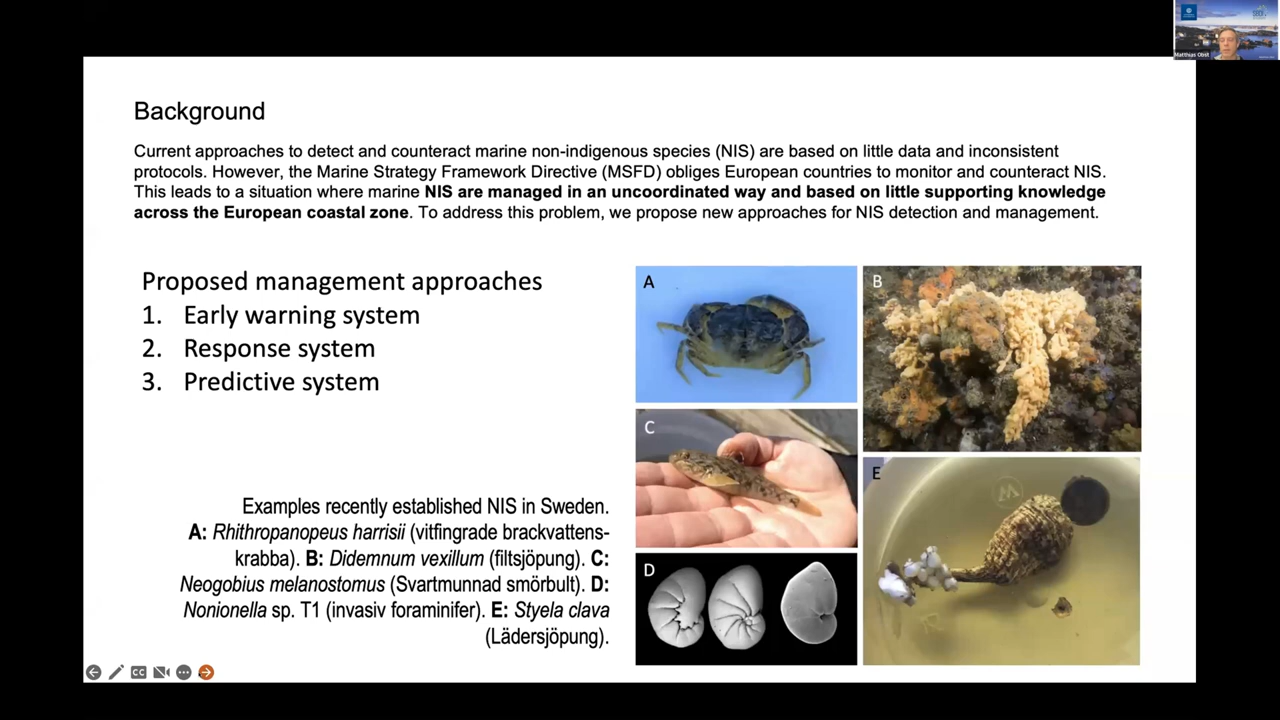 Matthias Obst
Background
Current approaches to detect and counteract marine non-indigenous species (NIS) are based on little data and inconsistent
protocols. However, the Marine Strategy Framework Directive (MSFD) obliges European countries to monitor and counteract NIS.
This leads to a situation where marine NIS are managed in an uncoordinated way and based on little supporting knowledge
across the European coastal zone. To address this problem, we propose new approaches for NIS detection and management.
Proposed management approaches
1. Early warning system
2. Response system
3. Predictive system
Examples recently established NIS in Sweden.
A: Rhithropanopeus harrisii (vitfingrade brackvattens-
krabba). B: Didemnum vexillum (filtsjöpung). C:
Neogobius melanostomus (Svartmunnad smörbult). D:
Nonionella sp. T1 (invasiv foraminifer). E: Styela clava
(Lädersjöpung).
A
B
C
D
E
CC